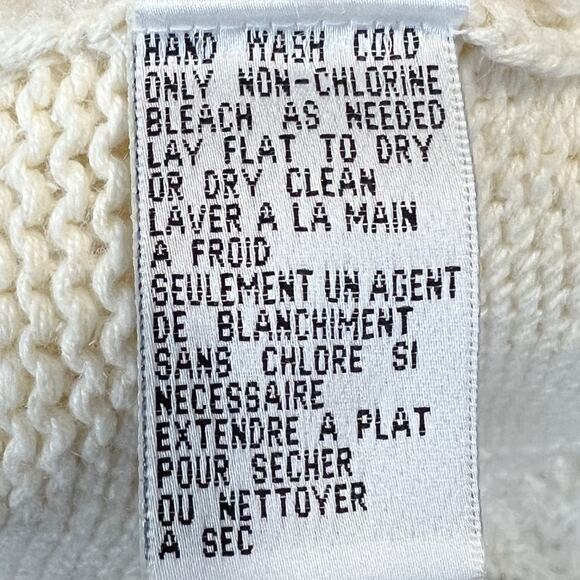 HAND WASH COLD
ONLY NON-CHLORINE
BLEACH AS NEEDED
LAY FLAT TO DRY
OR DRY CLEAN
LAVER A LA MAIN
A FROID
SEULEMENT UN AGENT
DE BLANCHIMENT
SANS CHLORE SI
NECESSAIRE
EXTENDRE A PLAT
POUR SECHER
OU NETTOYER
A SEC